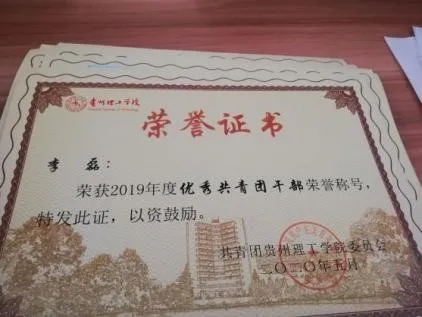 贵州理工学院
荣誉证书
李磊：
荣获2019年度优秀共青团干部荣誉称号，
特发此证，以资鼓励。
共青团贵州理工学院委员会
二〇二〇年五月